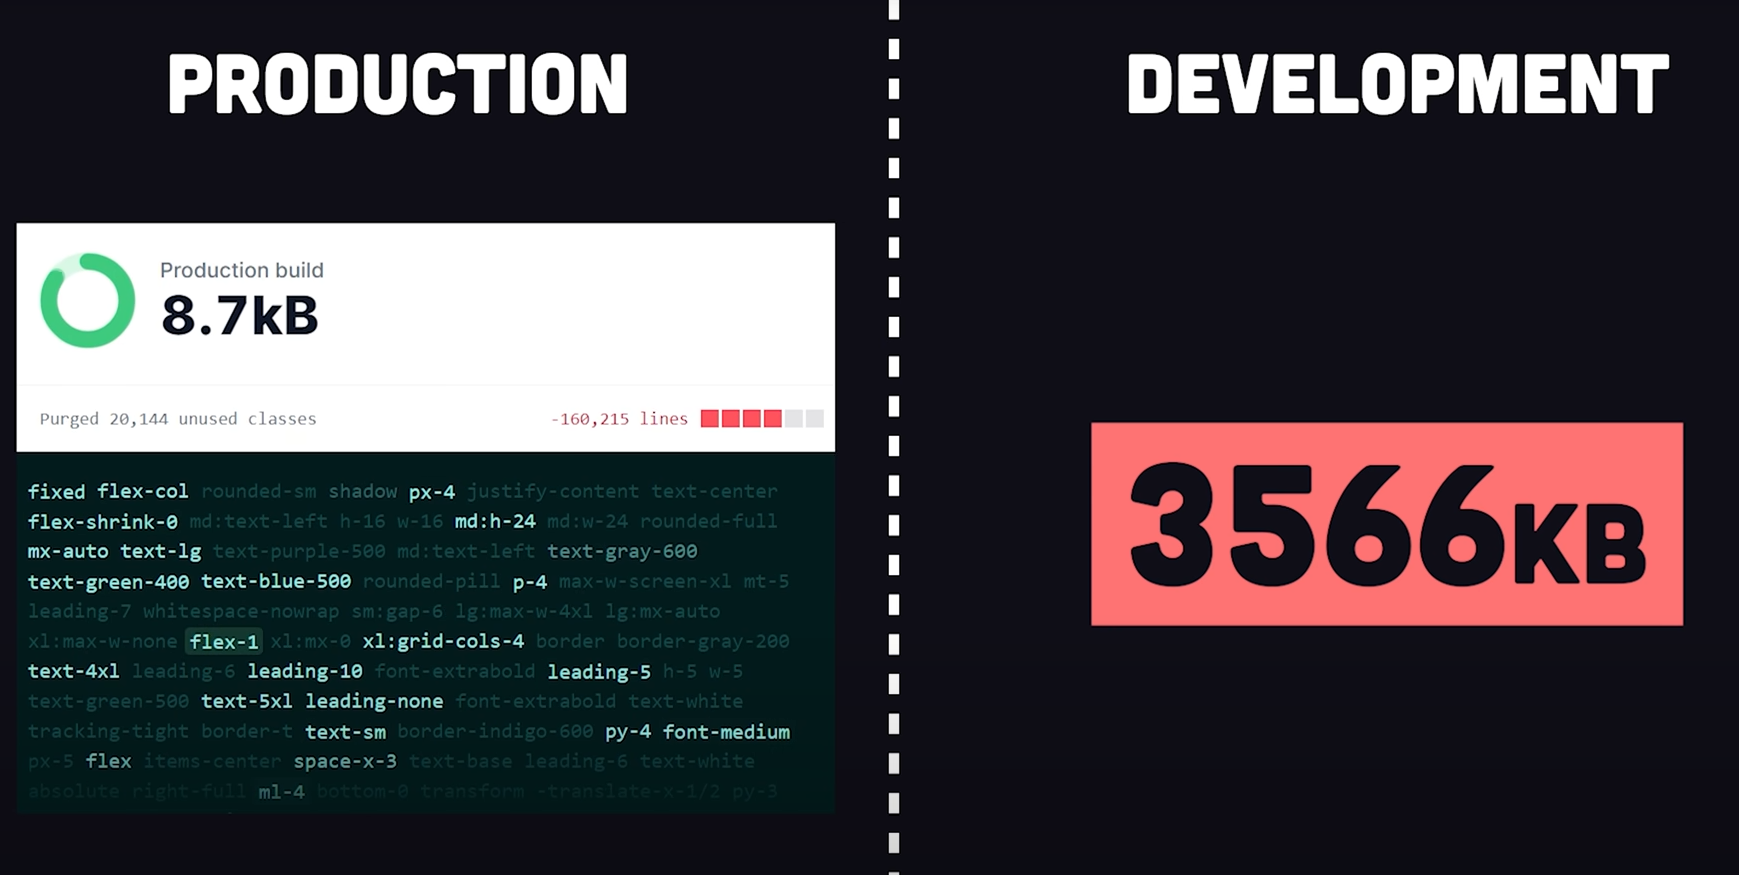 PRODUCTION
DEVELOPMENT
Production build
8.7kB
Purged 20,144 unused classes
-160,215 lines
fixed flex-col rounded-sm shadow px-4 justify-content text-center
flex-shrink-0 md:text-left h-16 w-16 md:h-24 md:w-24 rounded-full
mx-auto text-lg text-purple-500 md:text-left text-gray-600
text-green-400 text-blue-500 rounded-pill p-4 max-w-screen-xl mt-5
leading-7 whitespace-nowrap sm:gap-6 lg:max-w-4xl lg:mx-auto
xl:max-w-none flex-1 xl:mx-0 xl:grid-cols-4 border border-gray-200
text-4xl leading-6 leading-10 font-extrabold leading-5 h-5 w-5
text-green-500 text-5xl leading-none font-extrabold text-white
tracking-tight border-t text-sm border-indigo-600 py-4 font-medium
px-5 flex items-center space-x-3 text-base leading-6 text-white
absolute right-full ml-4 bottom-0 transform -translate-x-1/2 py-3
3566KB